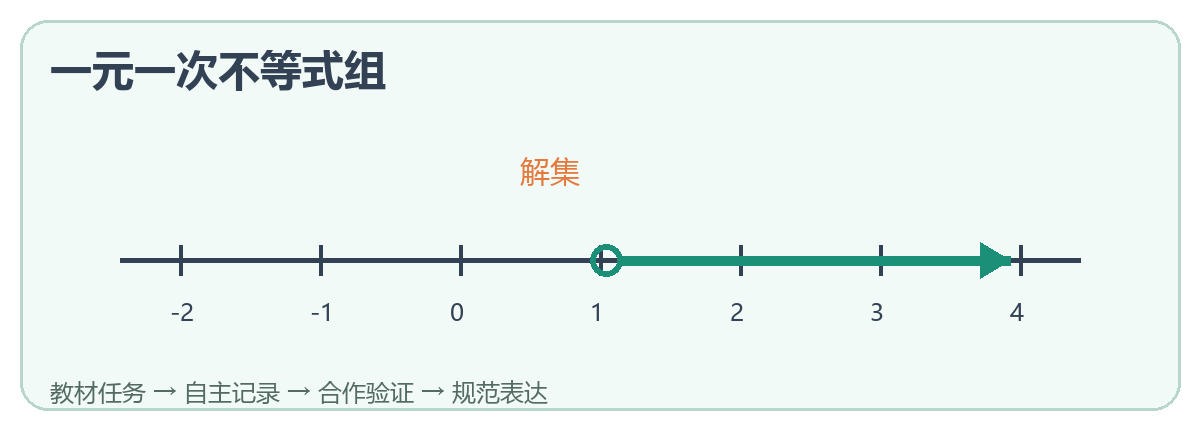 一元一次不等式组
解集
-2 -1 0 1 2 3 4
教材任务 → 自主记录 → 合作验证 → 规范表达